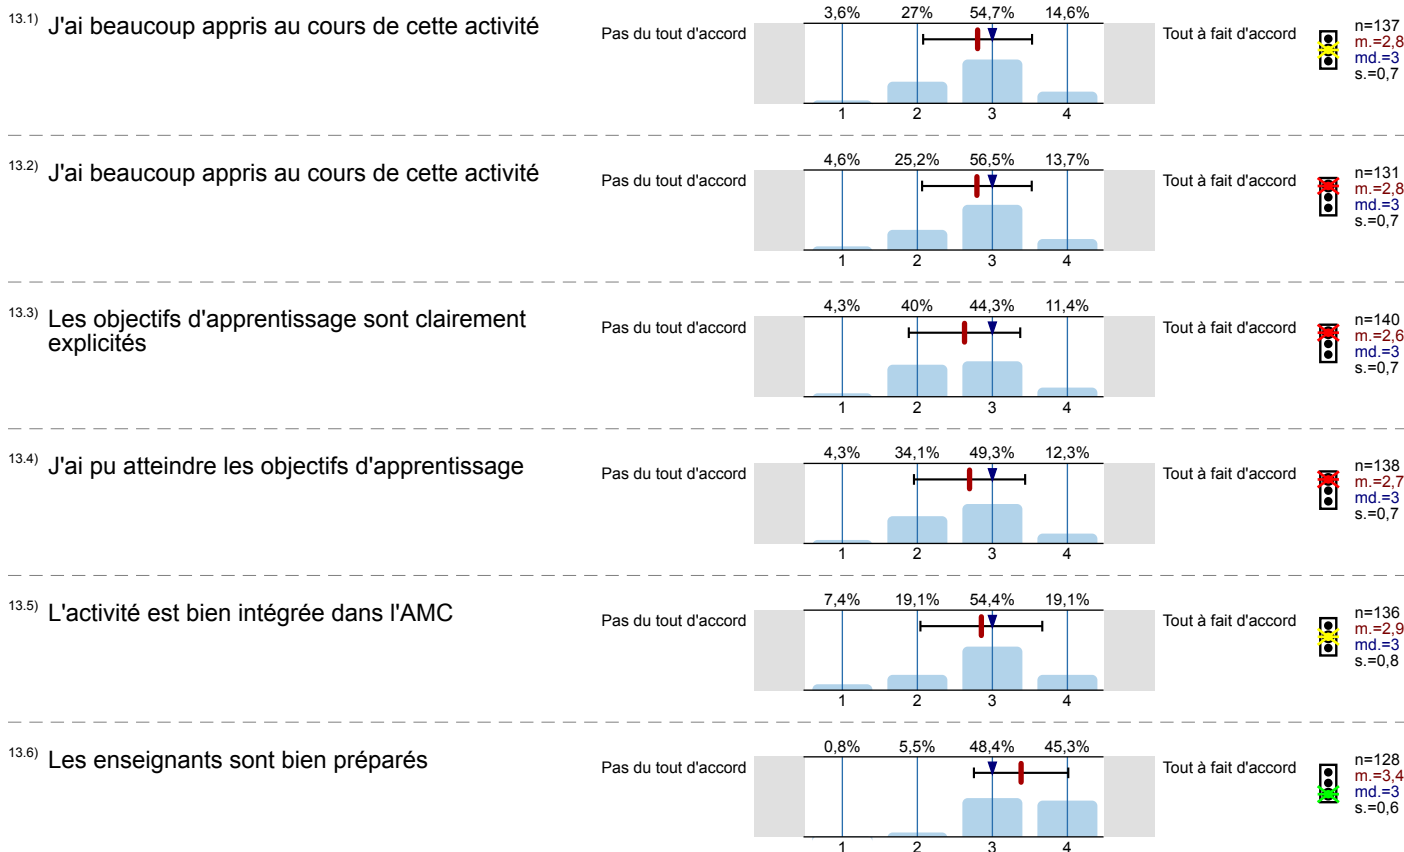 13.1) J'ai beaucoup appris au cours de cette activité
3,6% 27% 54,7% 14,6%
Pas du tout d'accord
Tout à fait d'accord
1 2 3 4
n=137
m.=2,8
md.=3
s.=0,7
13.2) J'ai beaucoup appris au cours de cette activité
4,6% 25,2% 56,5% 13,7%
Pas du tout d'accord
Tout à fait d'accord
1 2 3 4
n=131
m.=2,8
md.=3
s.=0,7
13.3) Les objectifs d'apprentissage sont clairement
explicités
4,3% 40% 44,3% 11,4%
Pas du tout d'accord
Tout à fait d'accord
1 2 3 4
n=140
m.=2,6
md.=3
s.=0,7
13.4) J'ai pu atteindre les objectifs d'apprentissage
4,3% 34,1% 49,3% 12,3%
Pas du tout d'accord
Tout à fait d'accord
1 2 3 4
n=138
m.=2,7
md.=3
s.=0,7
13.5) L'activité est bien intégrée dans l'AMC
7,4% 19,1% 54,4% 19,1%
Pas du tout d'accord
Tout à fait d'accord
1 2 3 4
n=136
m.=2,9
md.=3
s.=0,8
13.6) Les enseignants sont bien préparés
0,8% 5,5% 48,4% 45,3%
Pas du tout d'accord
Tout à fait d'accord
1 2 3 4
n=128
m.=3,4
md.=3
s.=0,6